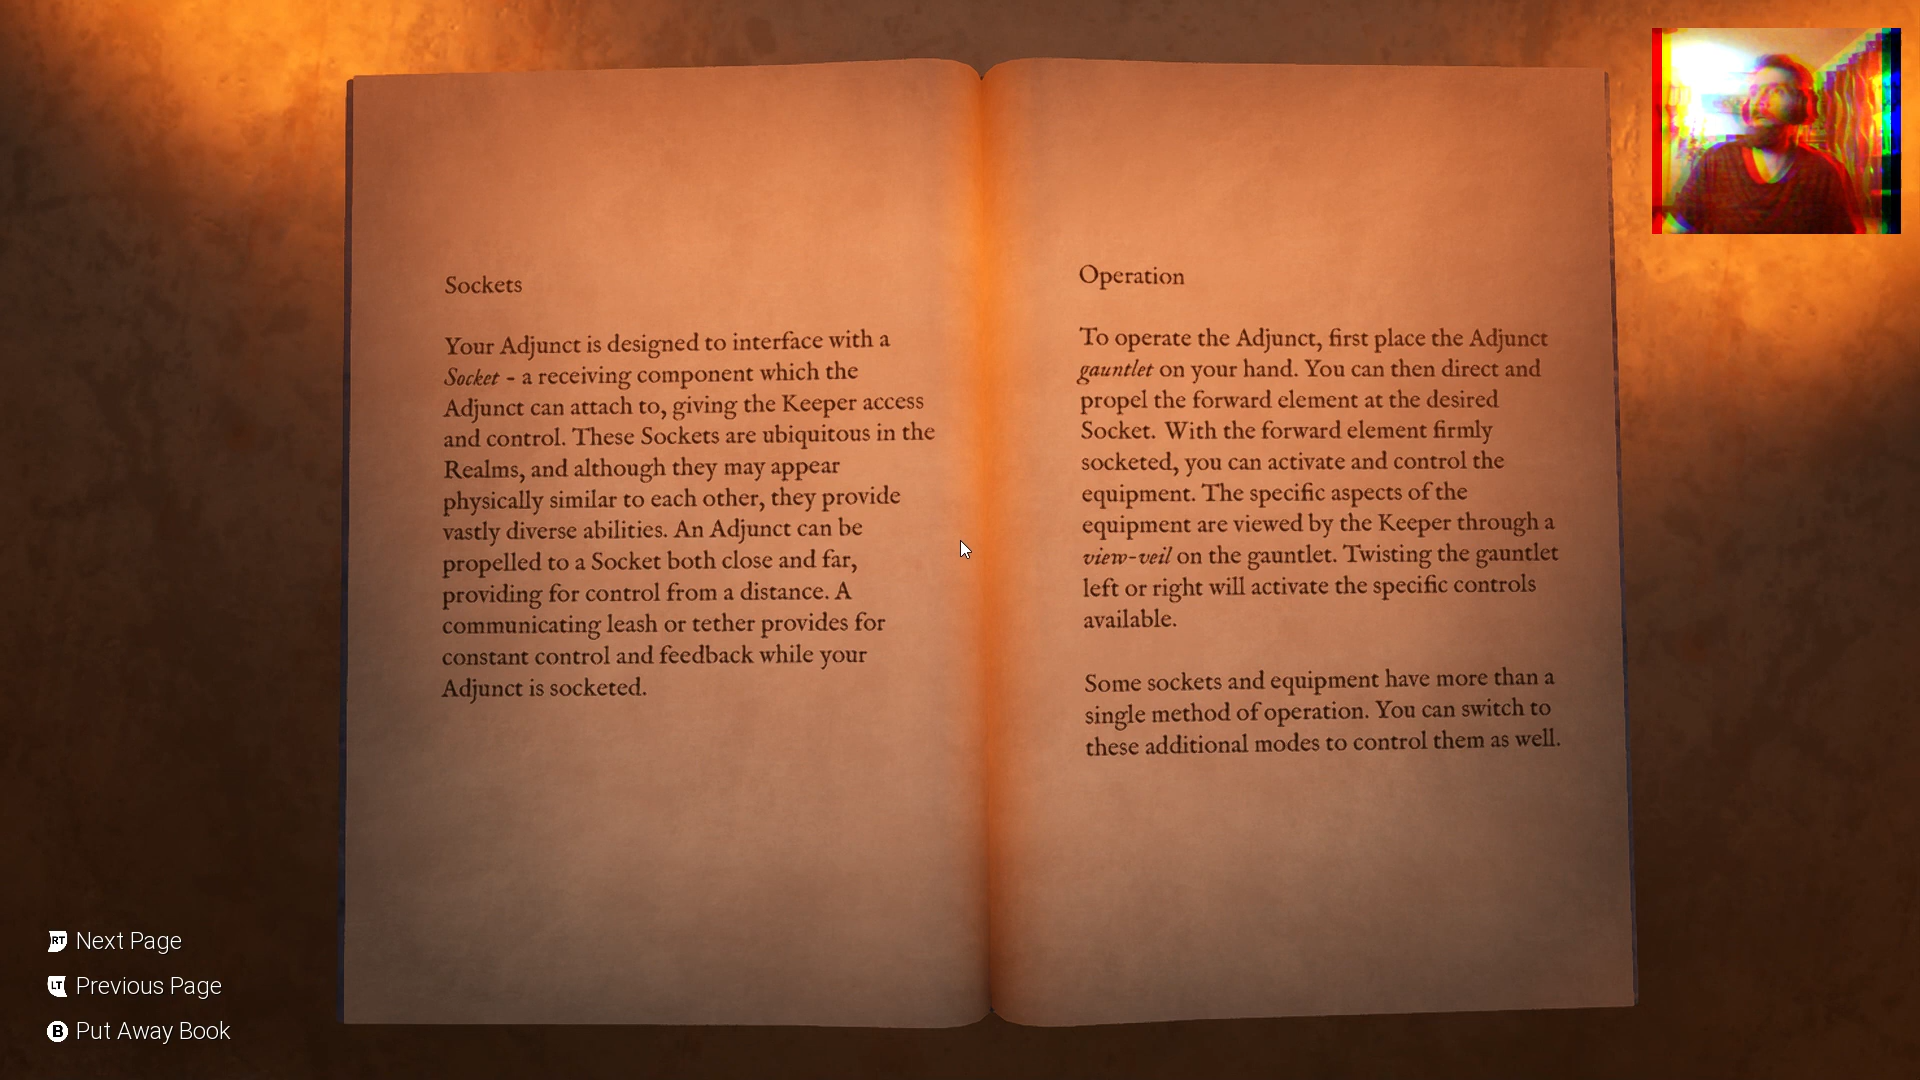 Sockets
Your Adjunct is designed to interface with a
Socket - a receiving component which the
Adjunct can attach to, giving the Keeper access
and control. These Sockets are ubiquitous in the
Realms, and although they may appear
physically similar to each other, they provide
vastly diverse abilities. An Adjunct can be
propelled to a Socket both close and far,
providing for control from a distance. A
communicating leash or tether provides for
constant control and feedback while your
Adjunct is socketed.
Operation
To operate the Adjunct, first place the Adjunct
gauntlet on your hand. You can then direct and
propel the forward element at the desired
Socket. With the forward element firmly
socketed, you can activate and control the
equipment. The specific aspects of the
equipment are viewed by the Keeper through a
view-veil on the gauntlet. Twisting the gauntlet
left or right will activate the specific controls
available.
Some sockets and equipment have more than a
single method of operation. You can switch to
these additional modes to control them as well.
RT Next Page
LT Previous Page
B Put Away Book